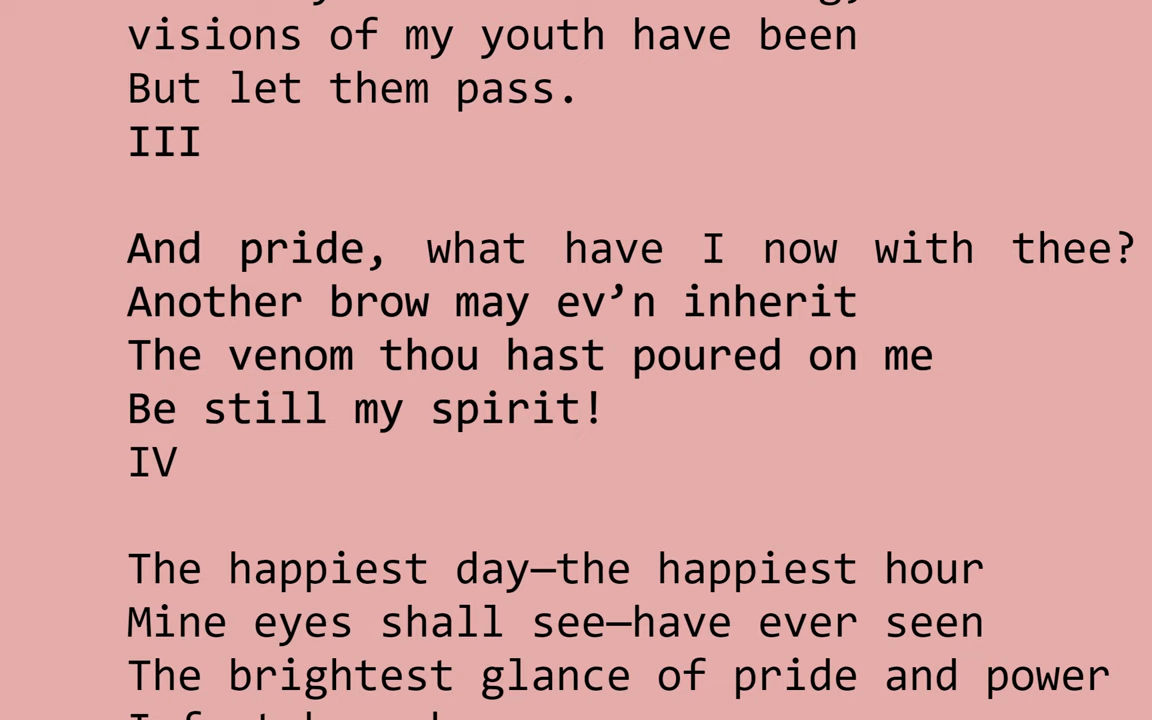 visions of my youth have been
But let them pass.
III
And pride, what have I now with thee?
Another brow may ev’n inherit
The venom thou hast poured on me
Be still my spirit!
IV
The happiest day—the happiest hour
Mine eyes shall see—have ever seen
The brightest glance of pride and power